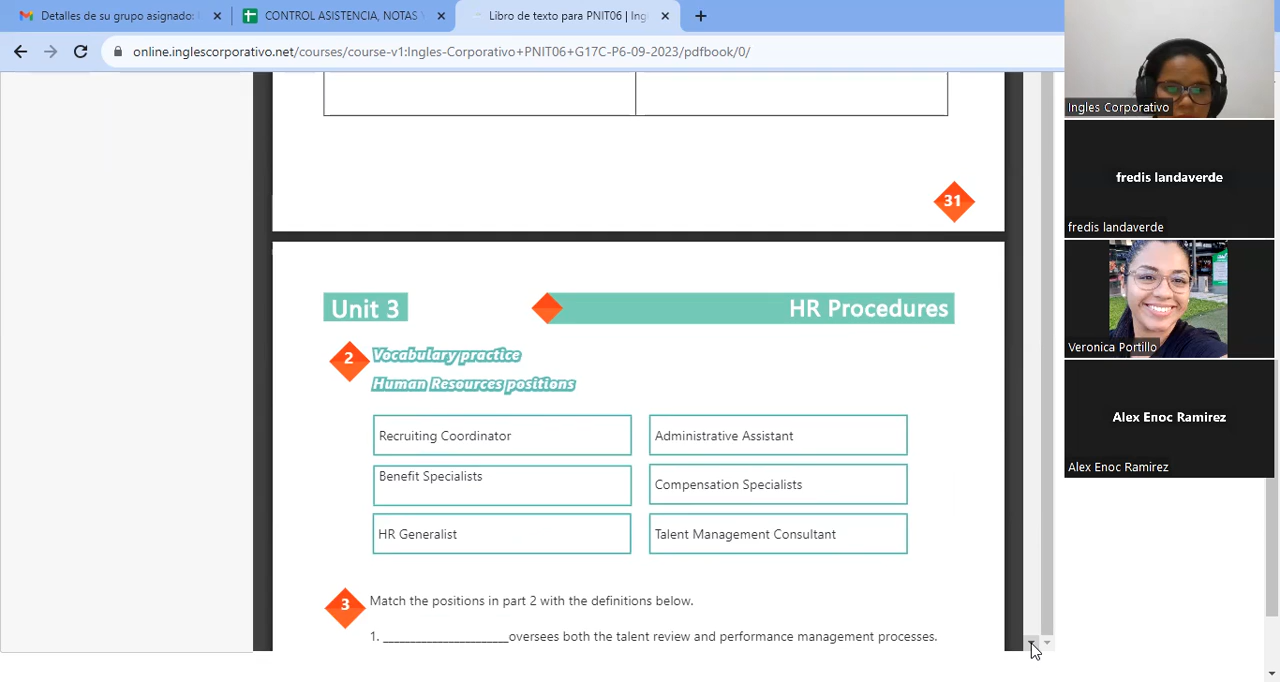 Detalles de su grupo asignado:
CONTROL ASISTENCIA, NOTAS Y
Libro de texto para PNIT06 | Ing
online.inglescorporativo.net/courses/course-v1:Ingles-Corporativo+PNIT06+G17C-P6-09-2023/pdfbook/0/
31
Unit 3
HR Procedures
2
Vocabulary practice
Human Resources positions
Recruiting Coordinator
Administrative Assistant
Benefit Specialists
Compensation Specialists
HR Generalist
Talent Management Consultant
3
Match the positions in part 2 with the definitions below.
1. ____________________oversees both the talent review and performance management processes.
Ingles Corporativo
fredis landaverde
fredis landaverde
Veronica Portillo
Alex Enoc Ramirez
Alex Enoc Ramirez